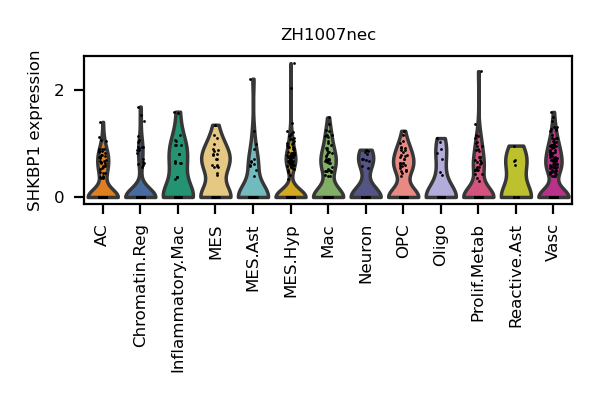 ZH1007nec
SHKBP1 expression
2
0
AC
Chromatin.Reg
Inflammatory.Mac
MES
MES.Ast
MES.Hyp
Mac
Neuron
OPC
Oligo
Prolif.Metab
Reactive.Ast
Vasc